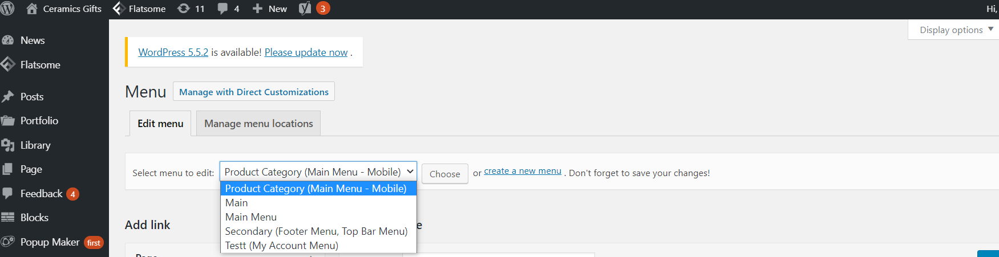 Ceramics Gifts Flatsome 11 4 New 3 Hi,
Display options
News
Flatsome
Posts
Portfolio
Library
Page
Feedback 4
Blocks
Popup Maker first
WordPress 5.5.2 is available! Please update now .
Menu Manage with Direct Customizations
Edit menu Manage menu locations
Select menu to edit: Product Category (Main Menu - Mobile) Choose or create a new menu . Don't forget to save your changes!
Product Category (Main Menu - Mobile)
Main
Main Menu
Secondary (Footer Menu, Top Bar Menu)
Testt (My Account Menu)
Add link
Page